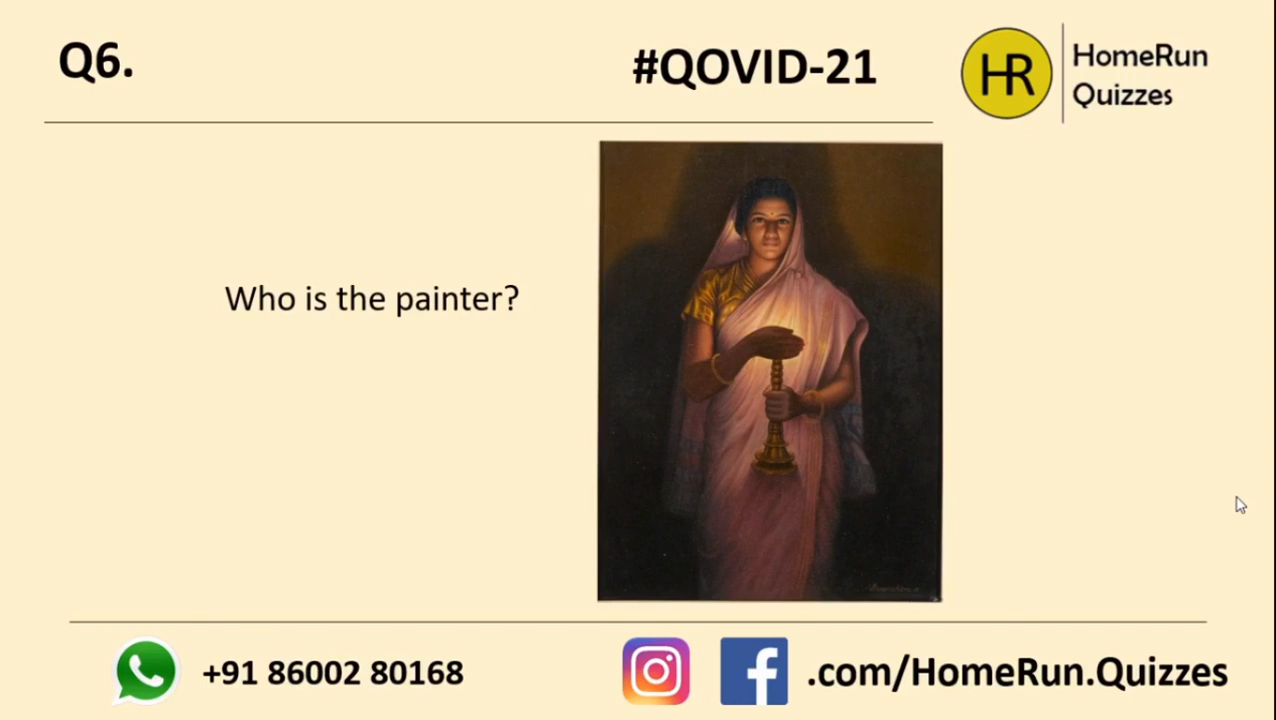 Q6.
#QOVID-21
HR
HomeRun
Quizzes
Who is the painter?
+91 86002 80168
.com/HomeRun.Quizzes